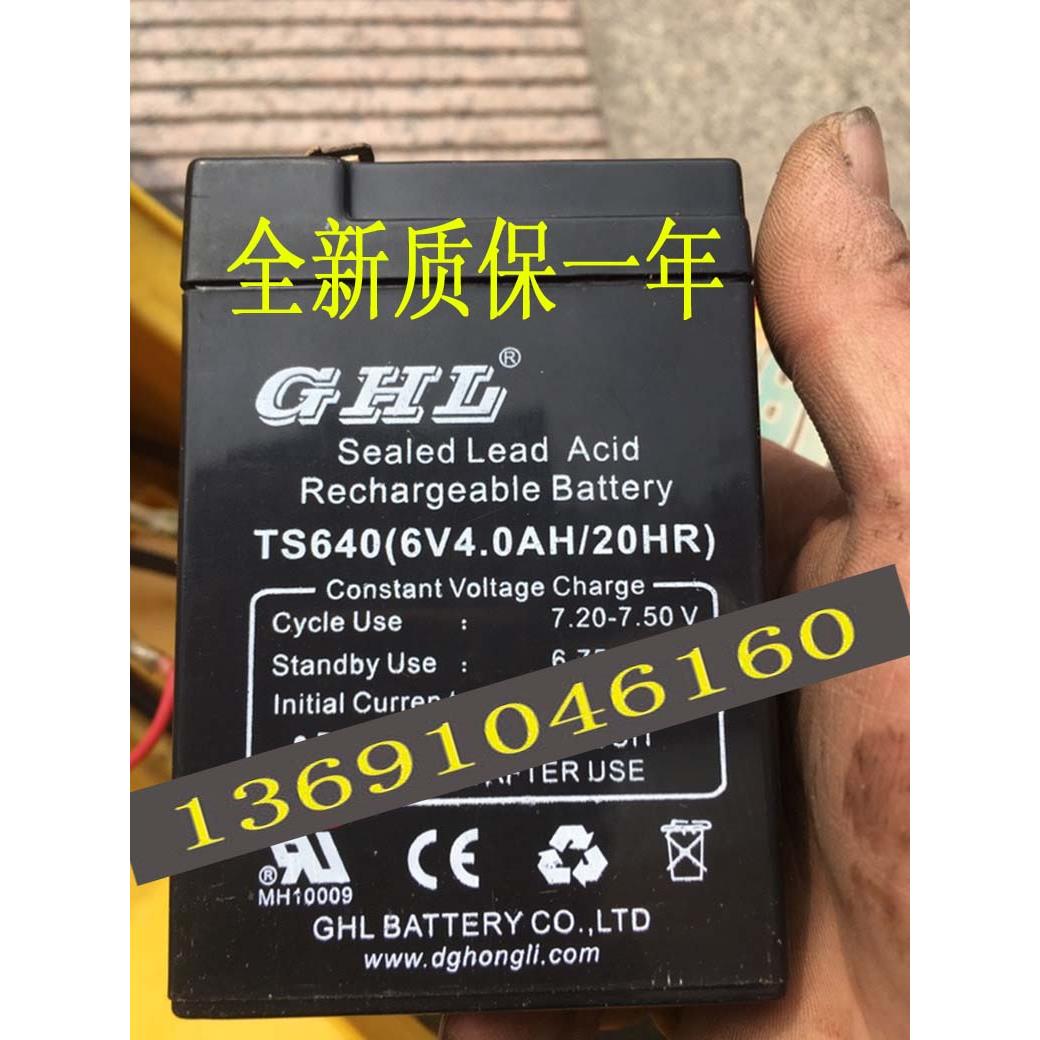 全新质保一年
GHL®
Sealed Lead Acid
Rechargeable Battery
TS640(6V4.0AH/20HR)
Constant Voltage Charge
Cycle Use : 7.20-7.50 V
Standby Use :
Initial Current
13691046160
AFTER USE
®
MH10009
GHL BATTERY CO.,LTD
www.dghongli.com